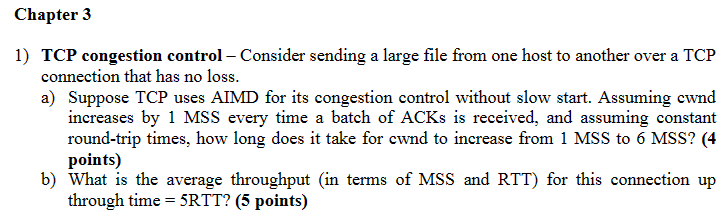 Chapter 3
1) TCP congestion control – Consider sending a large file from one host to another over a TCP
connection that has no loss.
a) Suppose TCP uses AIMD for its congestion control without slow start. Assuming cwnd
increases by 1 MSS every time a batch of ACKs is received, and assuming constant
round-trip times, how long does it take for cwnd to increase from 1 MSS to 6 MSS? (4
points)
b) What is the average throughput (in terms of MSS and RTT) for this connection up
through time = 5RTT? (5 points)